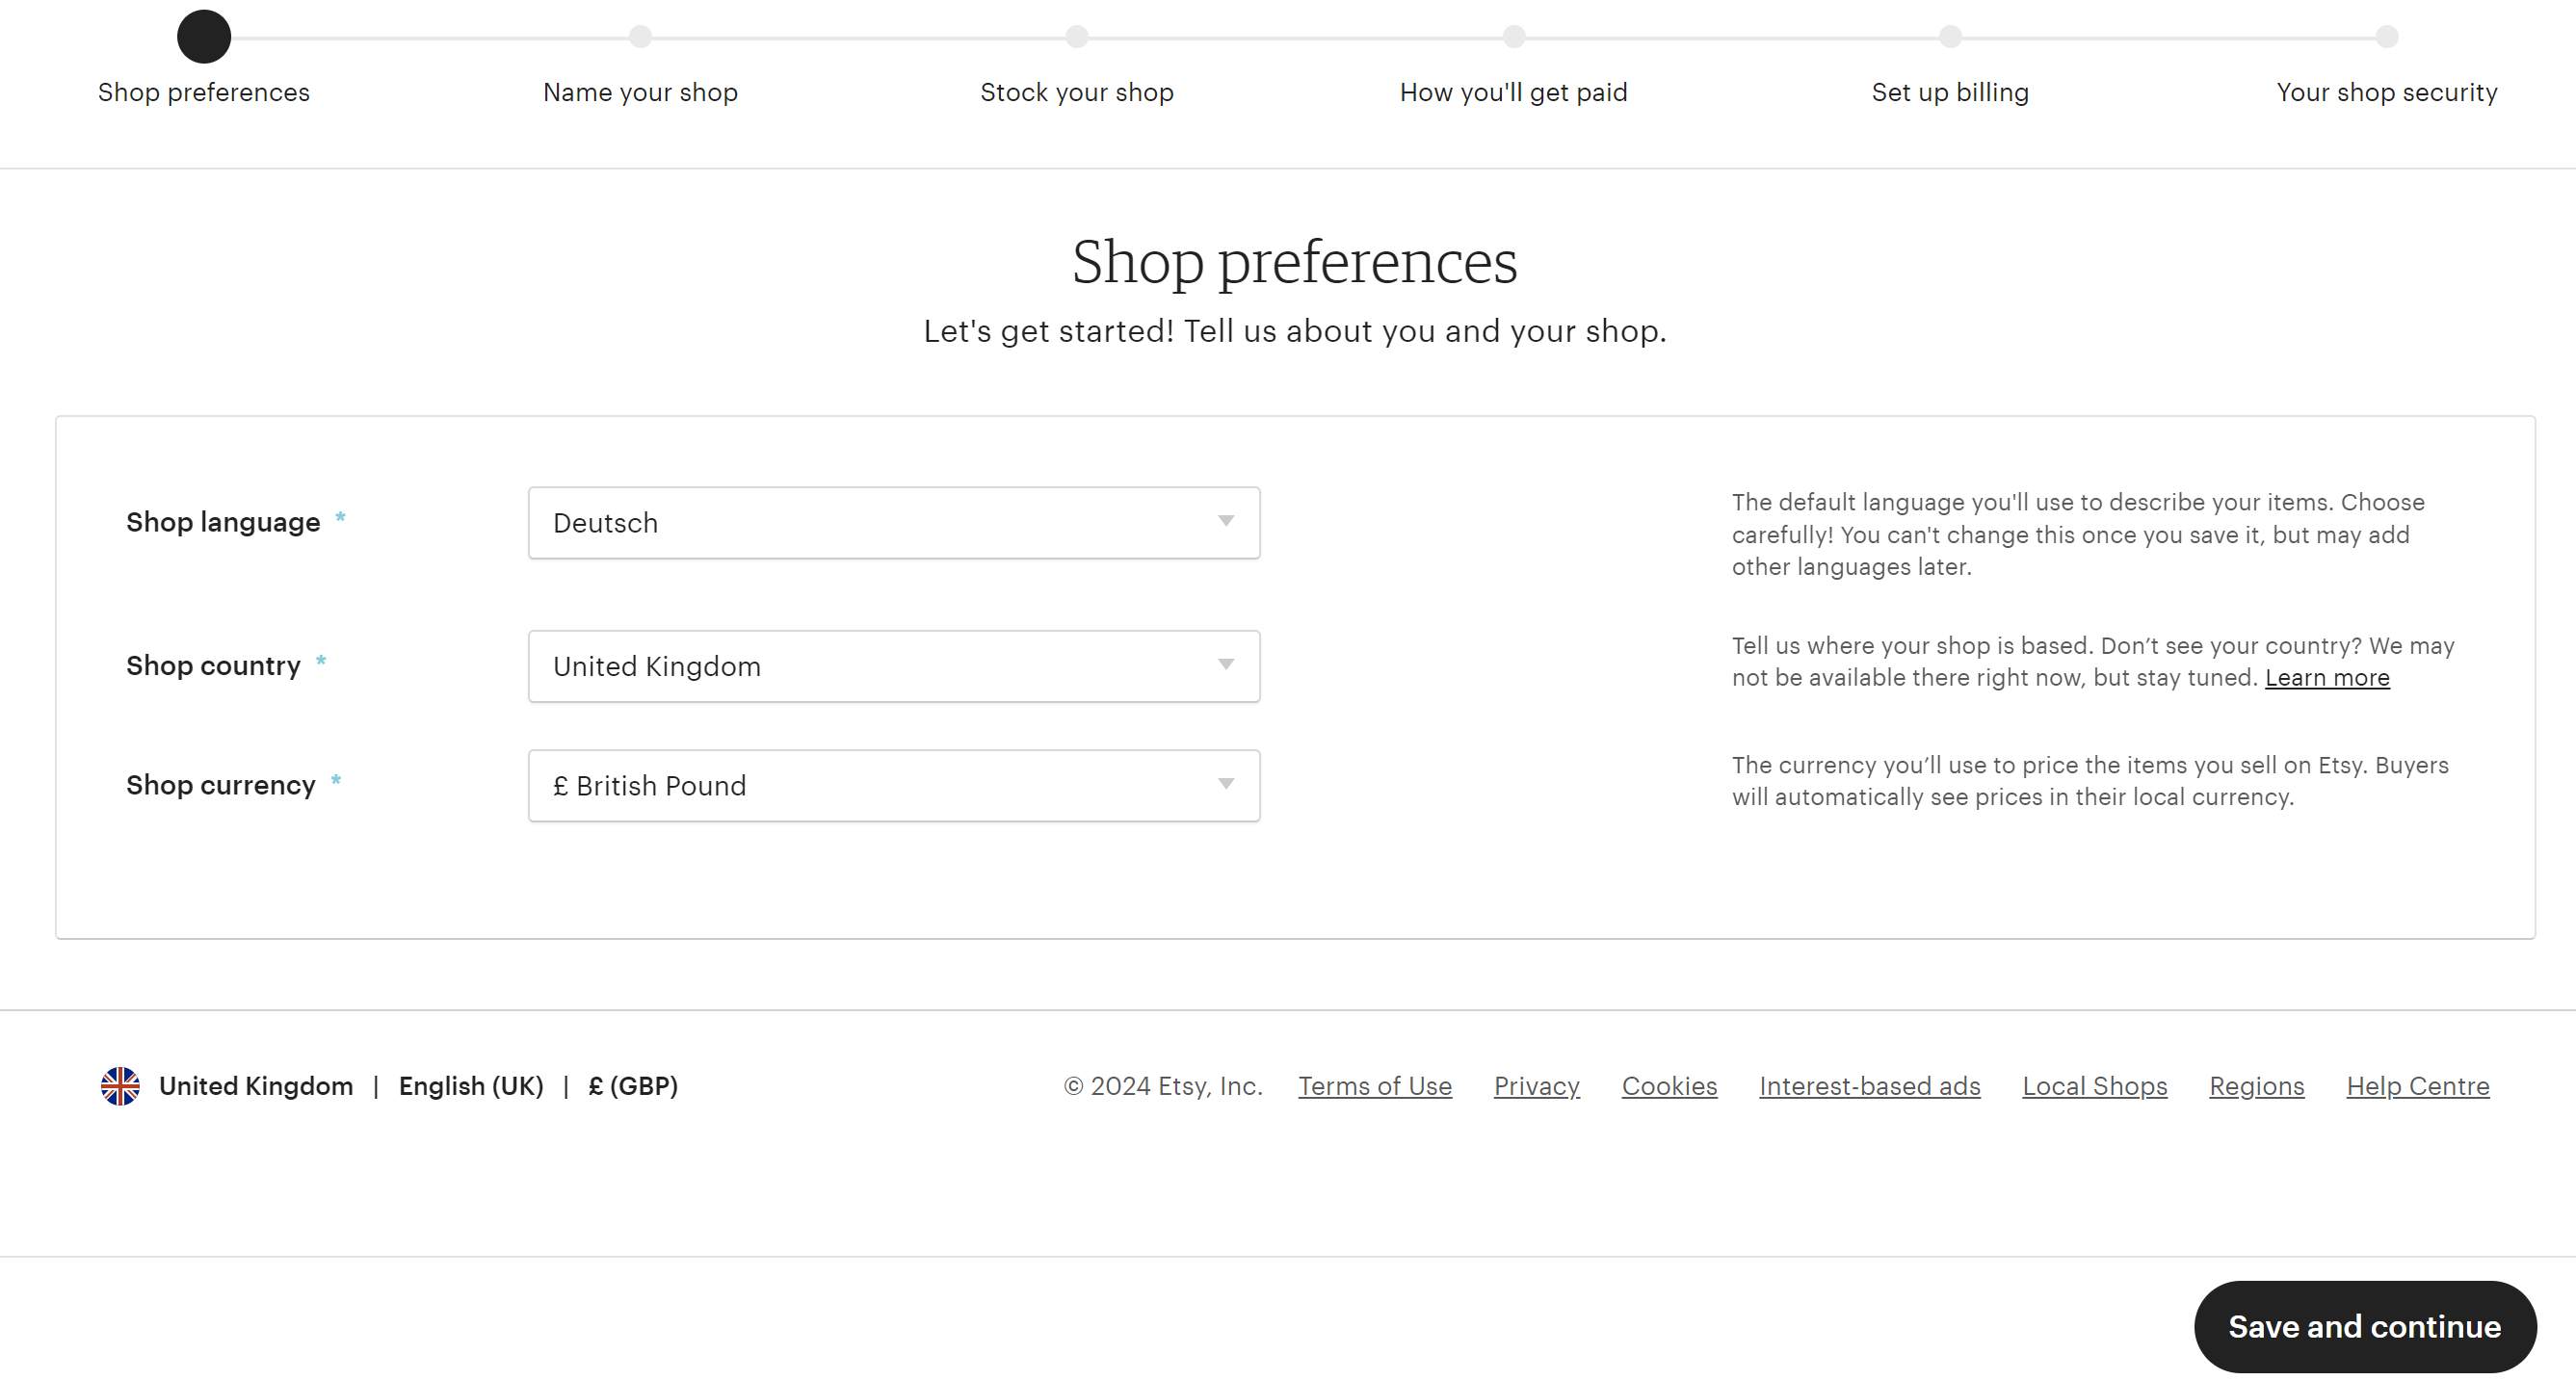 Shop preferences
Name your shop
Stock your shop
How you'll get paid
Set up billing
Your shop security
Shop preferences
Let's get started! Tell us about you and your shop.
Shop language *
Deutsch
The default language you'll use to describe your items. Choose
carefully! You can't change this once you save it, but may add
other languages later.
Shop country *
United Kingdom
Tell us where your shop is based. Don’t see your country? We may
not be available there right now, but stay tuned. Learn more
Shop currency *
£ British Pound
The currency you’ll use to price the items you sell on Etsy. Buyers
will automatically see prices in their local currency.
United Kingdom | English (UK) | £ (GBP)
© 2024 Etsy, Inc. Terms of Use Privacy Cookies Interest-based ads Local Shops Regions Help Centre
Save and continue